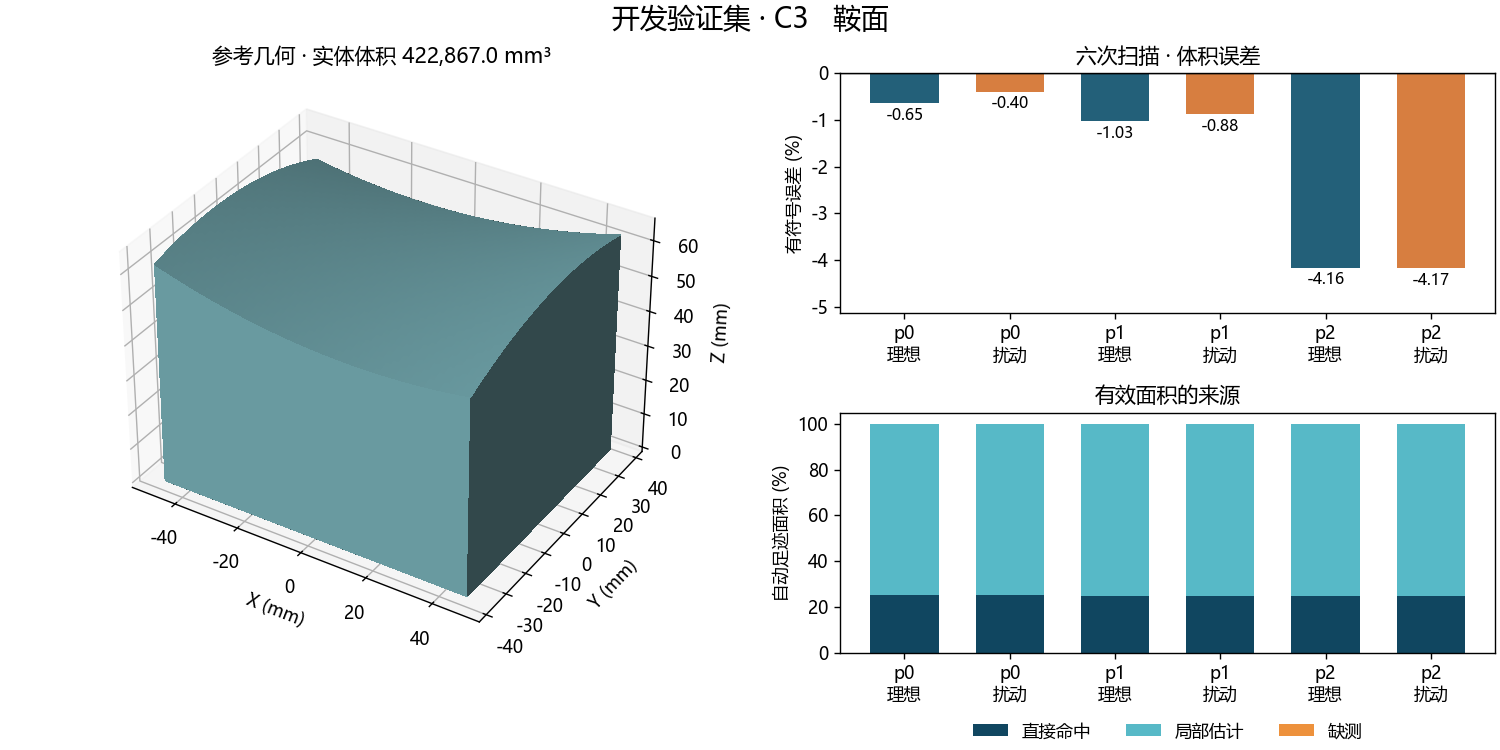 开发验证集 · C3 鞍面
参考几何 · 实体体积 422,867.0 mm³
60
50
40
30
20
10
0
Z (mm)
-40
-20
0
20
40
X (mm)
40
30
20
10
0
-10
-20
-30
-40
Y (mm)
六次扫描 · 体积误差
有符号误差 (%)
0
-1
-2
-3
-4
-5
-0.65
-0.40
-1.03
-0.88
-4.16
-4.17
p0 p0 p1 p1 p2 p2
理想 扰动 理想 扰动 理想 扰动
有效面积的来源
自动足迹面积 (%)
100
80
60
40
20
0
p0 p0 p1 p1 p2 p2
理想 扰动 理想 扰动 理想 扰动
直接命中 局部估计 缺测